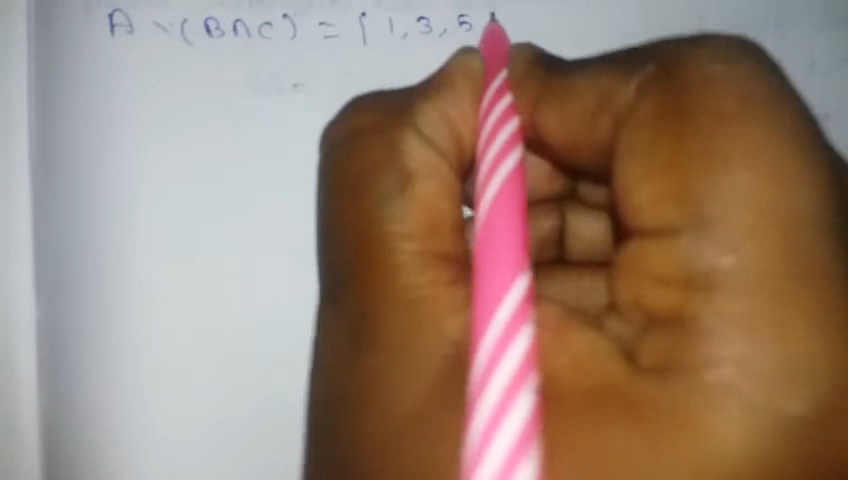 A \ (B∩C) = { 1, 3, 5